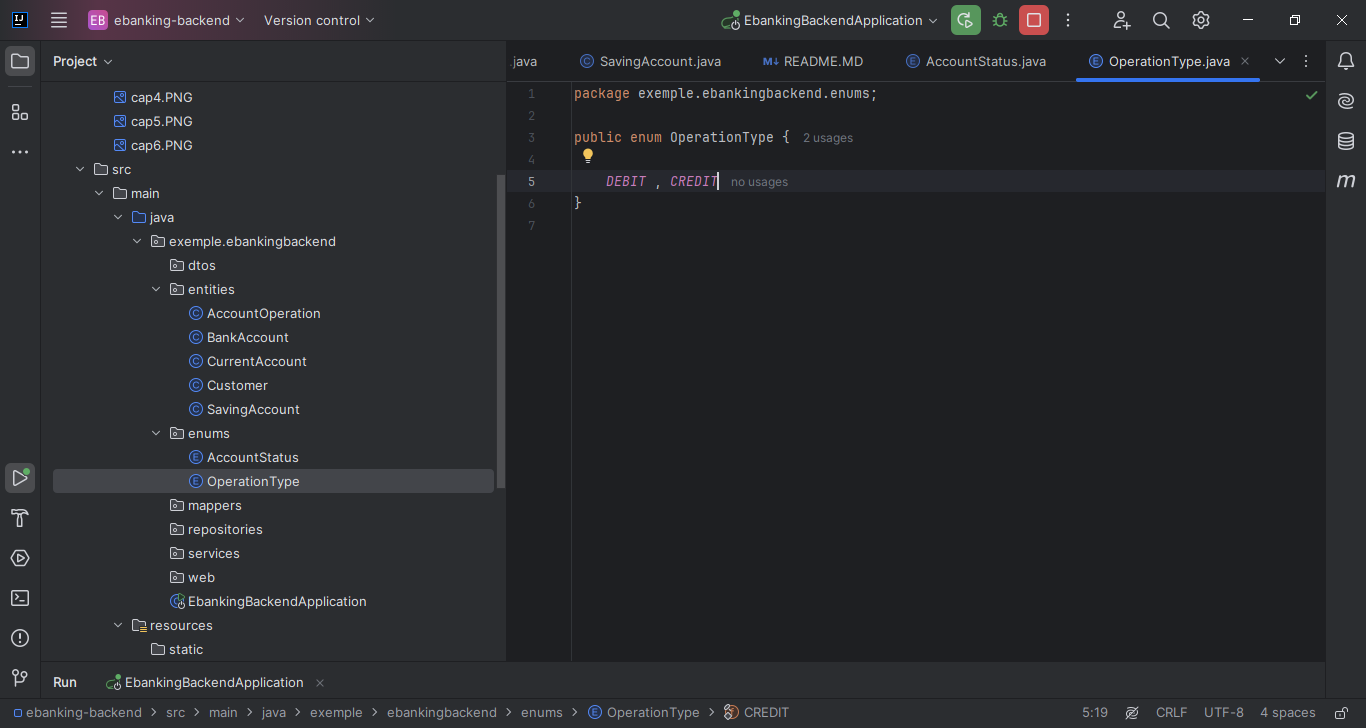 EB ebanking-backend Version control EbankingBackendApplication
Project
.java SavingAccount.java M↓ README.MD AccountStatus.java OperationType.java
cap4.PNG
cap5.PNG
cap6.PNG
src
main
java
exemple.ebankingbackend
dtos
entities
AccountOperation
BankAccount
CurrentAccount
Customer
SavingAccount
enums
AccountStatus
OperationType
mappers
repositories
services
web
EbankingBackendApplication
resources
static
1 package exemple.ebankingbackend.enums;
2
3 public enum OperationType { 2 usages
4
5 DEBIT , CREDIT no usages
6 }
7
Run EbankingBackendApplication
ebanking-backend > src > main > java > exemple > ebankingbackend > enums > OperationType > CREDIT 5:19 CRLF UTF-8 4 spaces